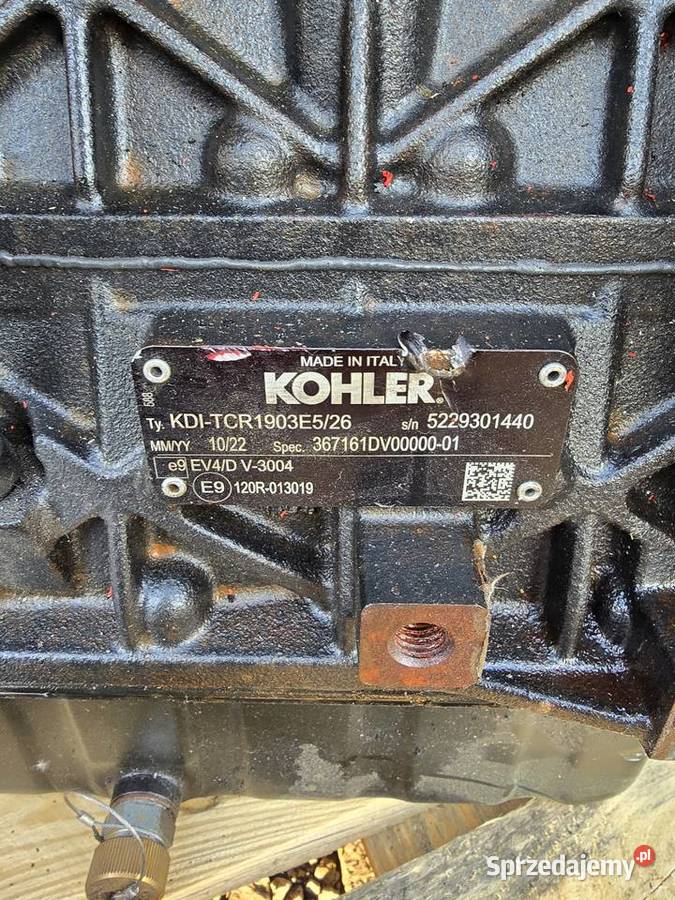 MADE IN ITALY
KOHLER.
588
Ty. KDI-TCR1903E5/26 s/n 5229301440
MM/YY 10/22 Spec. 367161DV00000-01
e9 EV4/D V-3004
E9 120R-013019
Sprzedajemy.pl